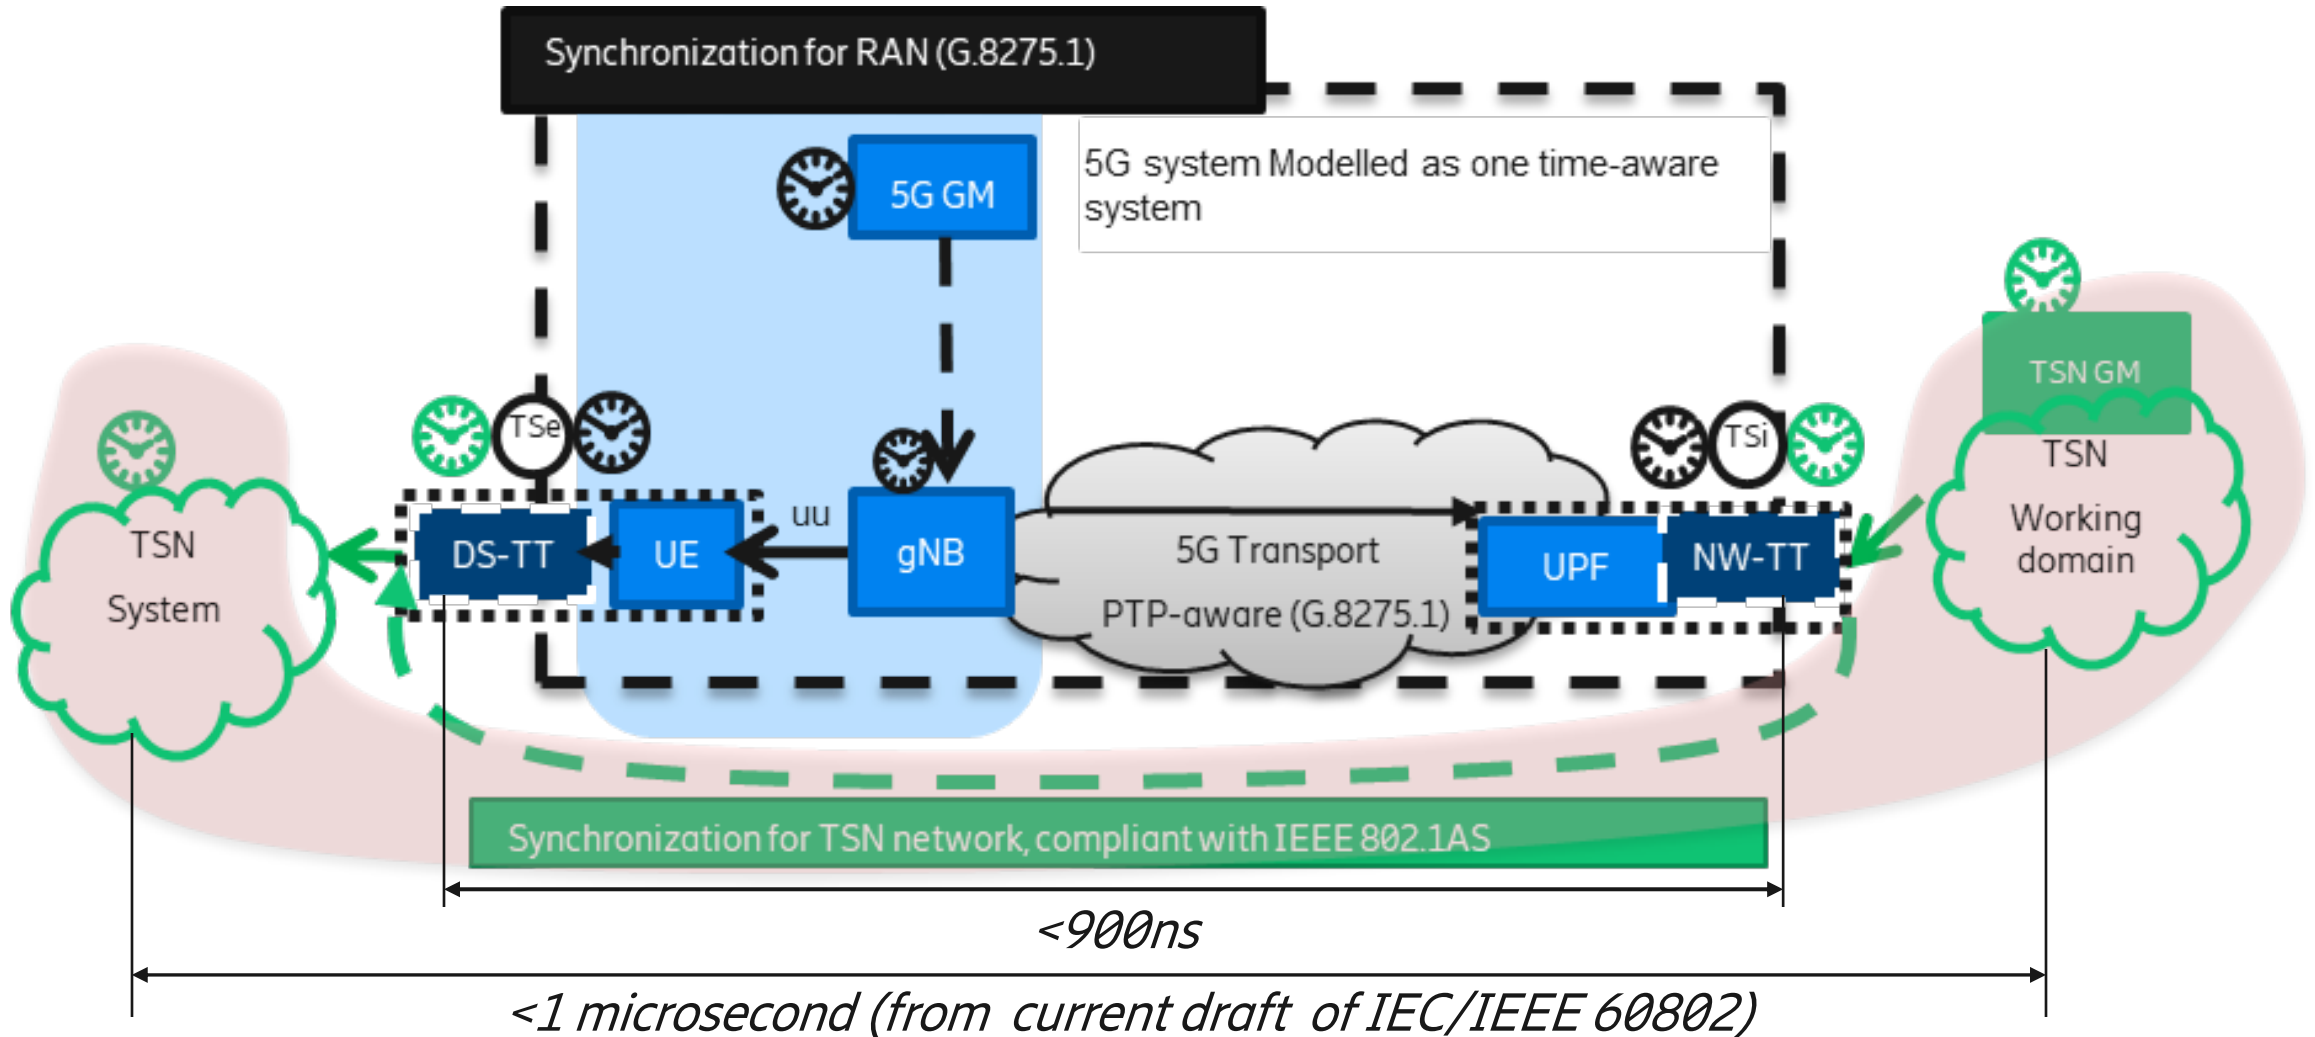 Synchronization for RAN (G.8275.1)
5G GM
5G system Modelled as one time-aware
system
TSN GM
TSe
TSi
TSN
Working
domain
TSN
System
DS-TT
UE
uu
gNB
5G Transport
PTP-aware (G.8275.1)
UPF
NW-TT
Synchronization for TSN network, compliant with IEEE 802.1AS
<900ns
<1 microsecond (from current draft of IEC/IEEE 60802)